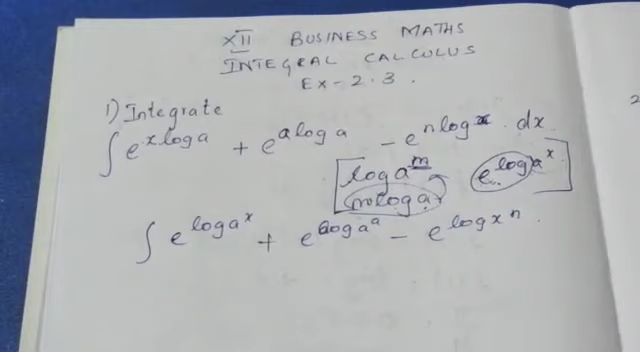 XII BUSINESS MATHS
INTEGRAL CALCULUS
Ex - 2.3.
1) Integrate
∫ e^{x log a} + e^{a log a} - e^{n log x} . dx
log a^m e^{log a^x}
m log a
∫ e^{log a^x} + e^{log a^a} - e^{log x^n} .
2